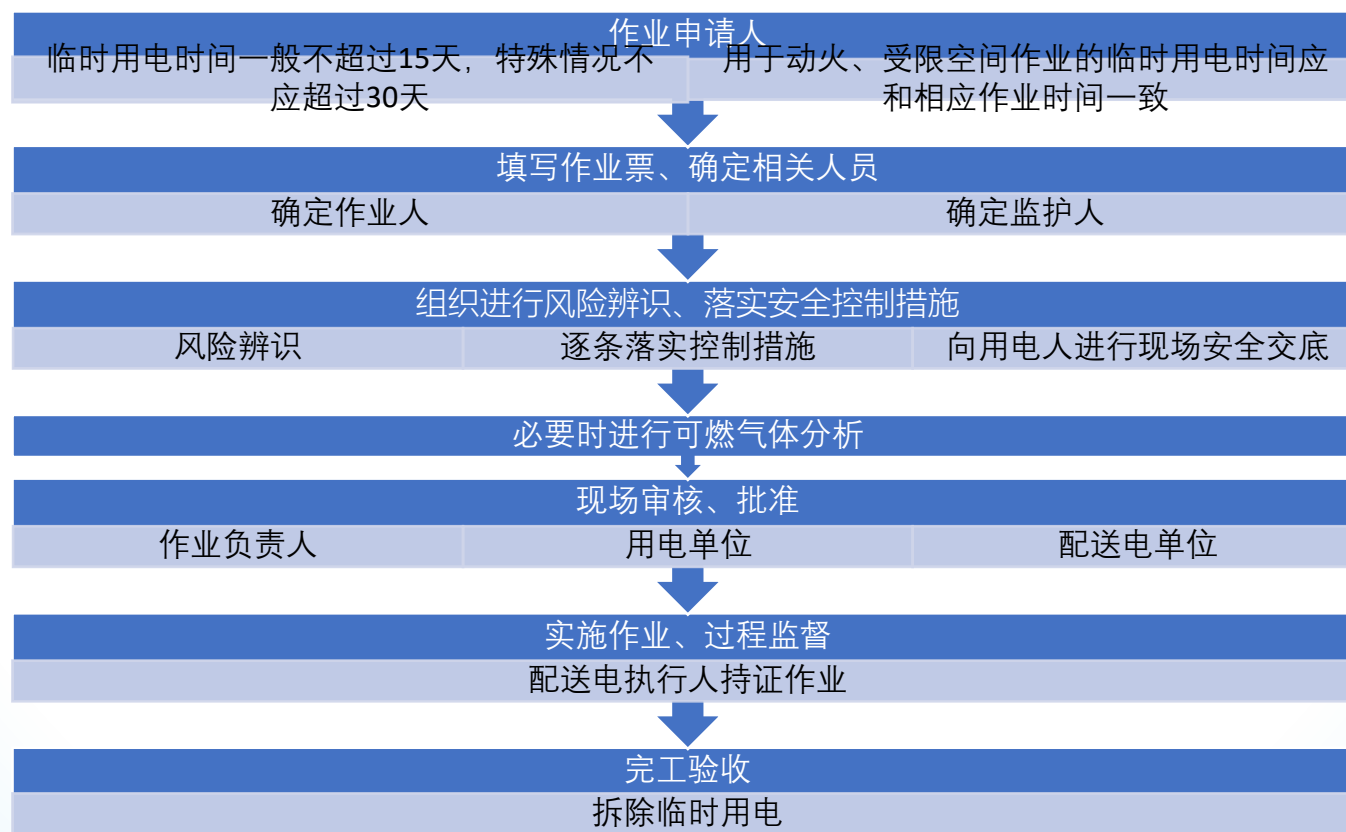 作业申请人
临时用电时间一般不超过15天，特殊情况不
应超过30天
用于动火、受限空间作业的临时用电时间应
和相应作业时间一致
填写作业票、确定相关人员
确定作业人
确定监护人
组织进行风险辨识、落实安全控制措施
风险辨识
逐条落实控制措施
向用电人进行现场安全交底
必要时进行可燃气体分析
现场审核、批准
作业负责人
用电单位
配送电单位
实施作业、过程监督
配送电执行人持证作业
完工验收
拆除临时用电